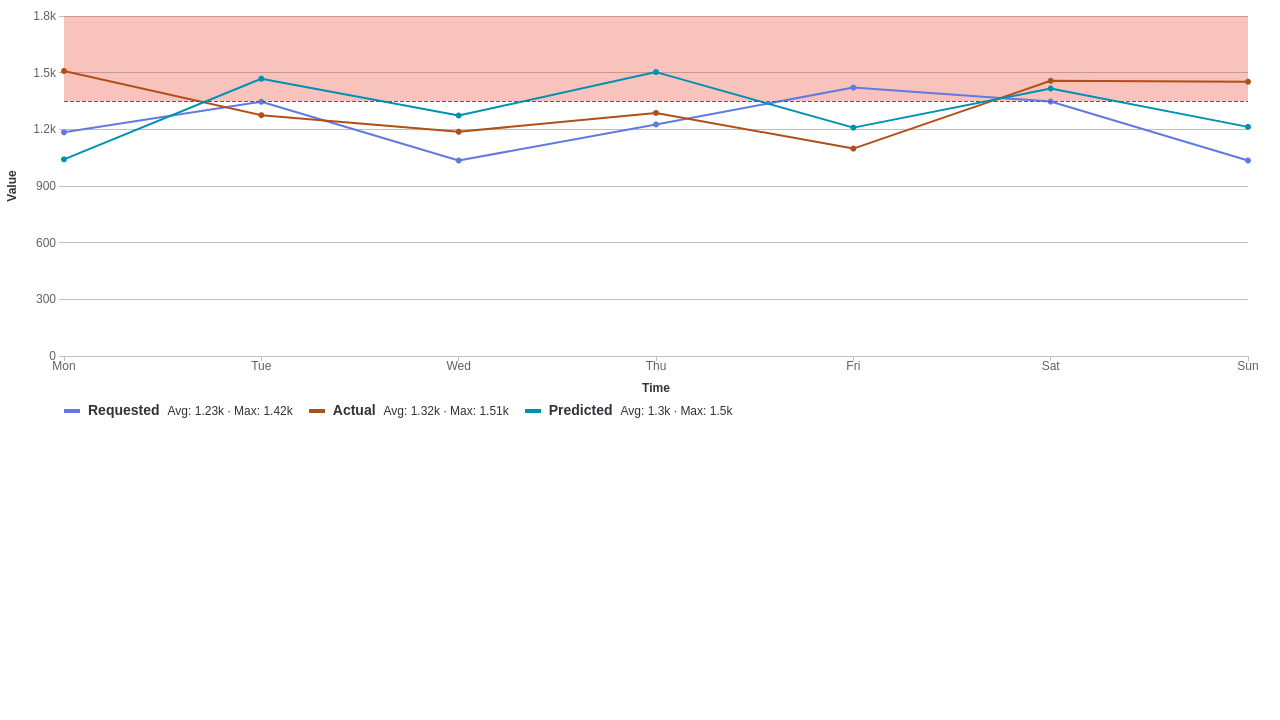 1.8k
1.5k
1.2k
900
600
300
0
Value
Mon Tue Wed Thu Fri Sat Sun
Time
Requested Avg: 1.23k · Max: 1.42k Actual Avg: 1.32k · Max: 1.51k Predicted Avg: 1.3k · Max: 1.5k